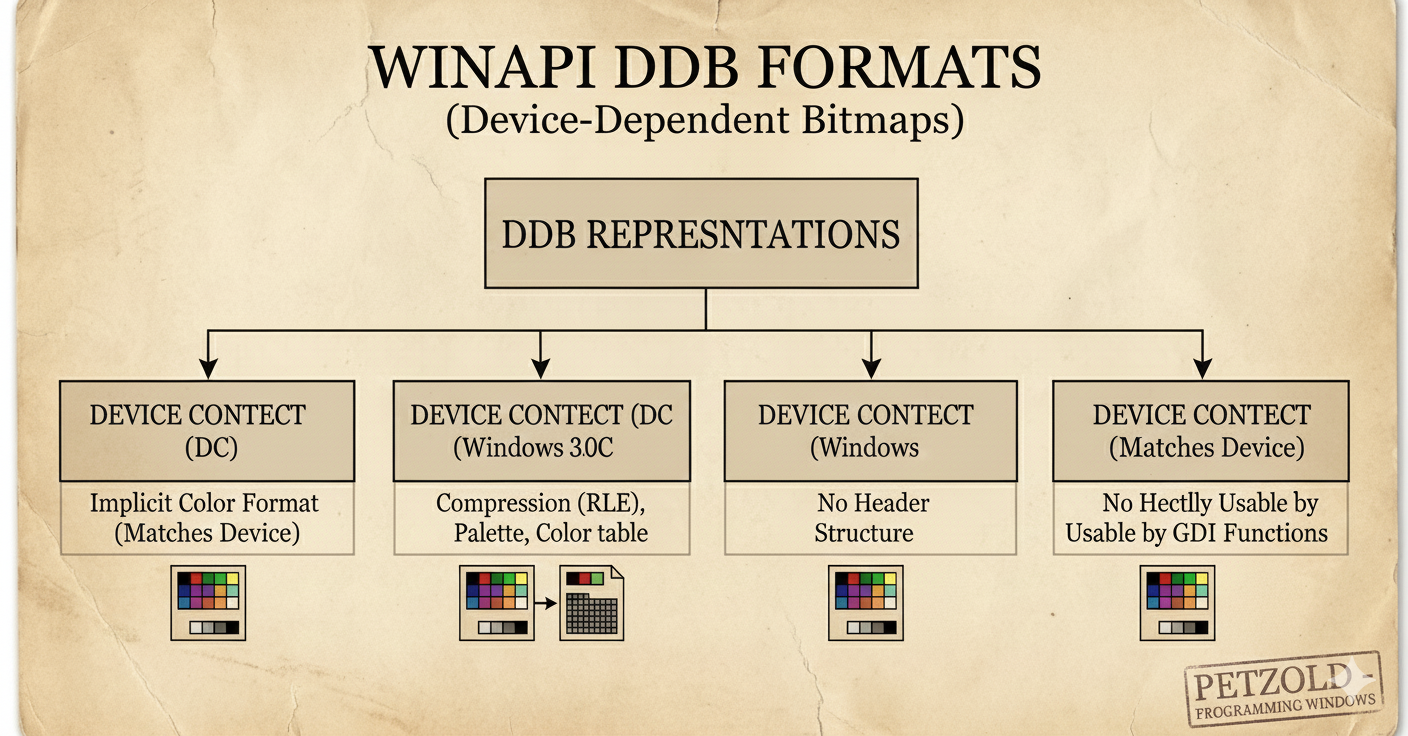 WINAPI DDB FORMATS
(Device-Dependent Bitmaps)
DDB REPRESNTATIONS
DEVICE CONTECT
(DC)
Implicit Color Format
(Matches Device)
DEVICE CONTECT (DC
(Windows 3.0C
Compression (RLE),
Palette, Color table
DEVICE CONTECT
(Windows
No Header
Structure
DEVICE CONTECT
(Matches Device)
No Hectlly Usable by
Usable by GDI Functions
PETZOLD -
FROGRAMMING WINDOWS